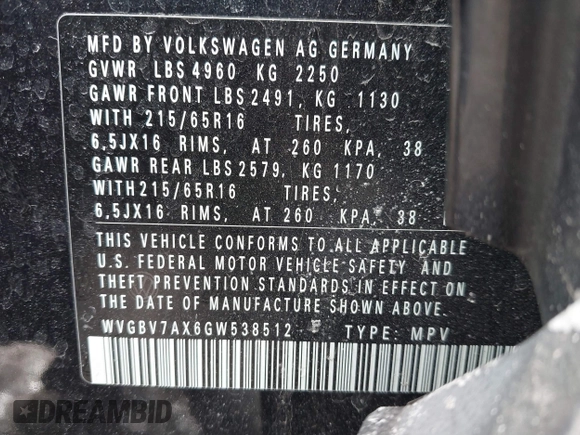 MFD BY VOLKSWAGEN AG GERMANY
GVWR LBS 4960 KG 2250
GAWR FRONT LBS 2491, KG 1130
WITH 215/65R16 TIRES,
6,5JX16 RIMS, AT 260 KPA, 38
GAWR REAR LBS 2579, KG 1170
WITH 215/65R16 TIRES,
6,5JX16 RIMS, AT 260 KPA, 38
THIS VEHICLE CONFORMS TO ALL APPLICABLE
U.S. FEDERAL MOTOR VEHICLE SAFETY AND
THEFT PREVENTION STANDARDS IN EFFECT ON
THE DATE OF MANUFACTURE SHOWN ABOVE.
WVGBV7AX6GW538512 TYPE: MPV
DREAMBID